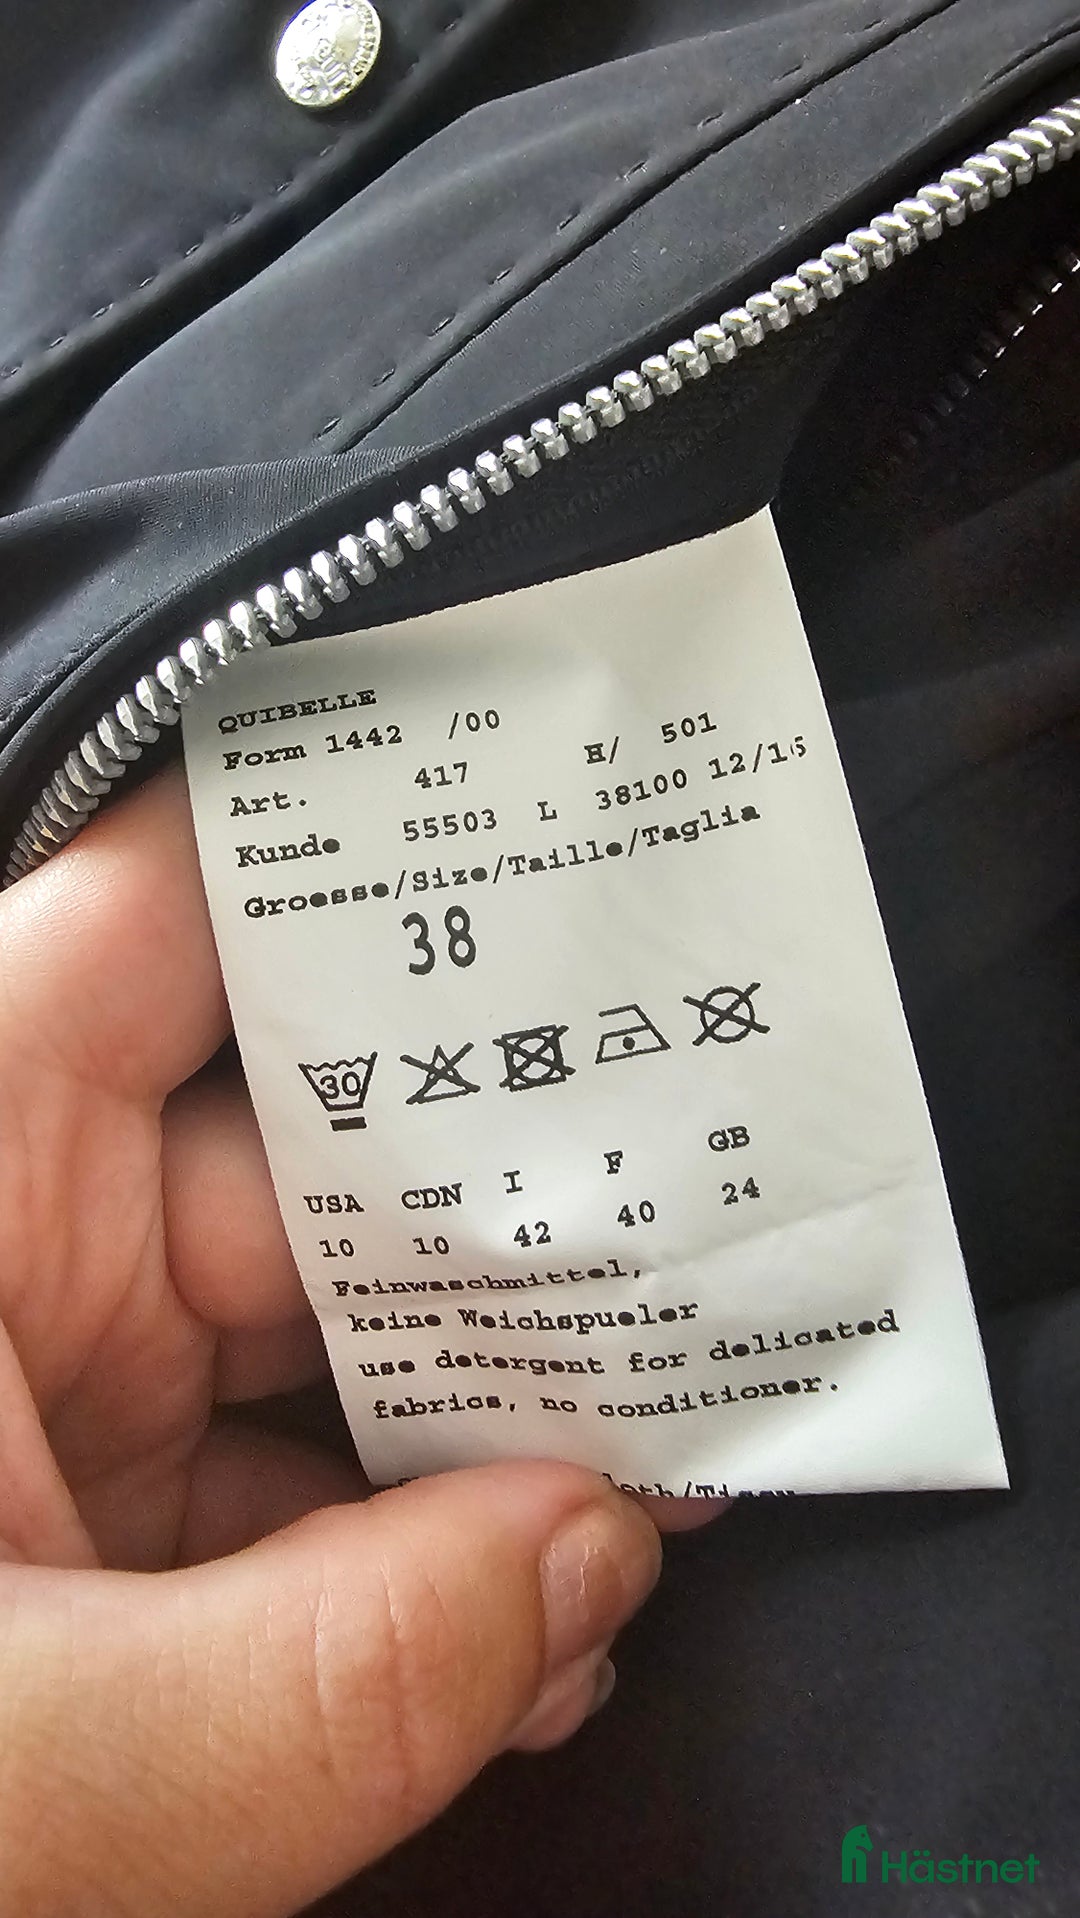 QUIBELLE
Form 1442 /00
Art. 417 H/ 501
Kunde 55503 L 38100 12/15
Groesse/Size/Taille/Taglia
38
30
USA CDN I F GB
10 10 42 40 24
Feinwaschmittel,
keine Weichspueler
use detergent for delicated
fabrics, no conditioner.
Hästnet